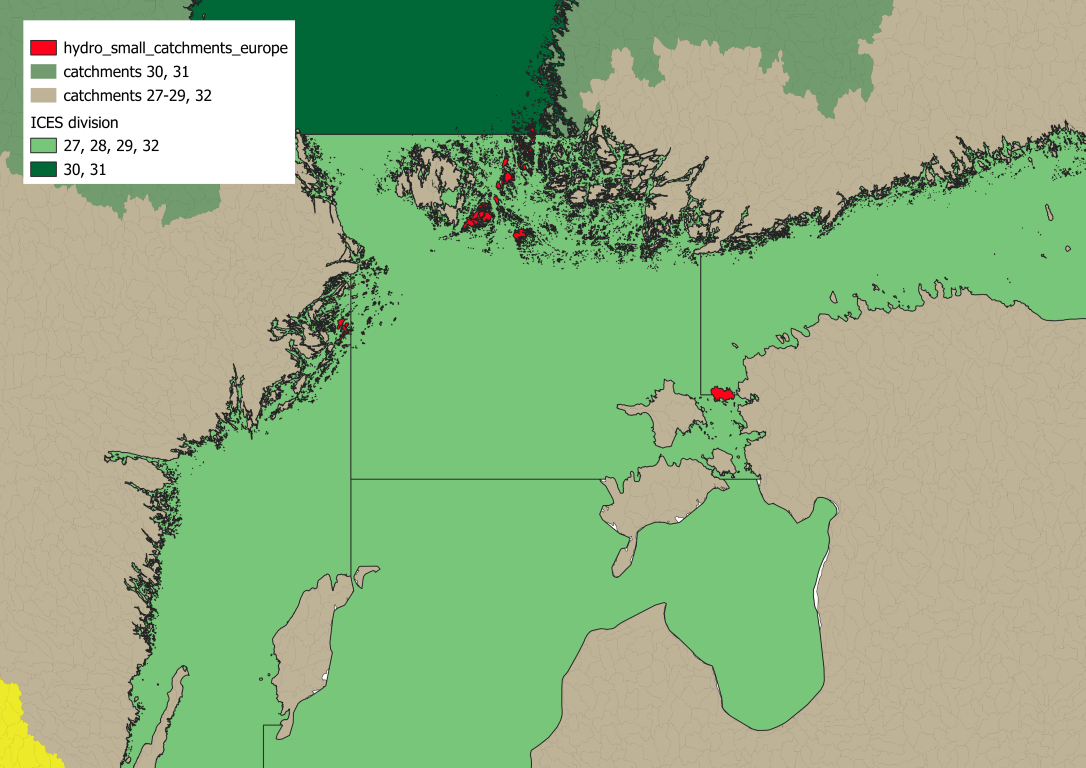 hydro_small_catchments_europe
catchments 30, 31
catchments 27-29, 32
ICES division
27, 28, 29, 32
30, 31